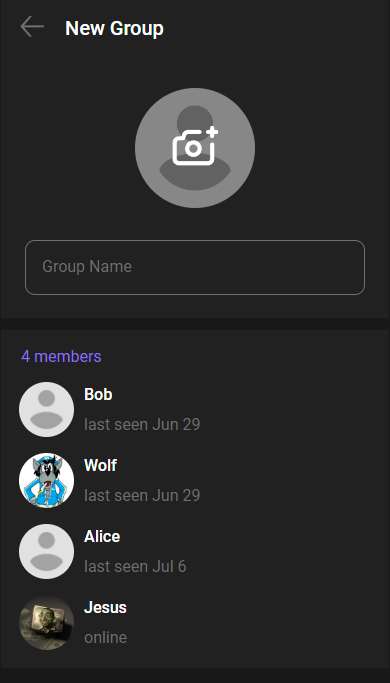 New Group
Group Name
4 members
Bob
last seen Jun 29
Wolf
last seen Jun 29
Alice
last seen Jul 6
Jesus
online